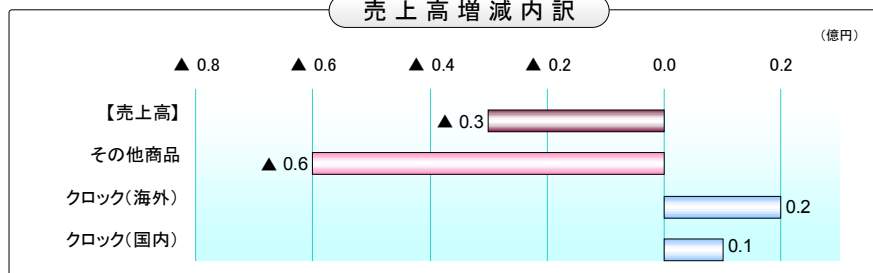 売上高増減内訳
（億円）
▲ 0.8 ▲ 0.6 ▲ 0.4 ▲ 0.2 0.0 0.2
【売上高】 ▲ 0.3
その他商品 ▲ 0.6
クロック（海外） 0.2
クロック（国内） 0.1